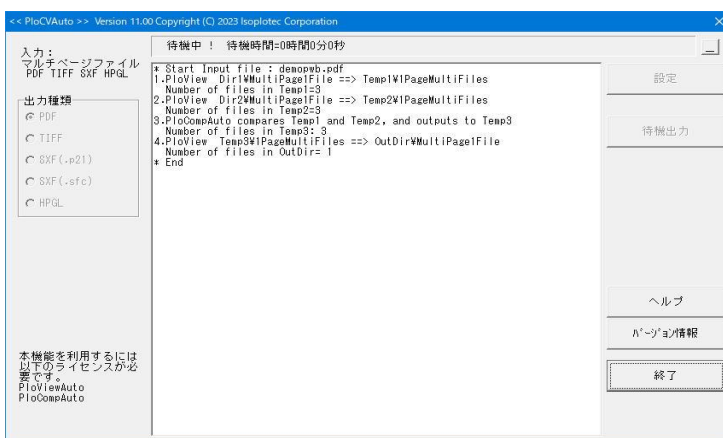 << PloCVAuto >> Version 11.00 Copyright (C) 2023 Isoplotec Corporation
入力：
マルチページファイル
PDF TIFF SXF HPGL
出力種類
PDF
TIFF
SXF(.p21)
SXF(.sfc)
HPGL
本機能を利用するには
以下のライセンスが必
要です。
PloViewAuto
PloCompAuto
待機中 ！ 待機時間=0時間0分0秒
* Start Input file : demopwb.pdf
1.PloView Dir1¥MultiPage1File ==> Temp1¥1PageMultiFiles
Number of files in Temp1=3
2.PloView Dir2¥MultiPage1File ==> Temp2¥1PageMultiFiles
Number of files in Temp2=3
3.PloCompAuto compares Temp1 and Temp2, and outputs to Temp3
Number of files in Temp3: 3
4.PloView Temp3¥1PageMultiFiles ==> OutDir¥MultiPage1File
Number of files in OutDir= 1
* End
設定
待機出力
ヘルプ
ﾊﾞｰｼﾞｮﾝ情報
終了